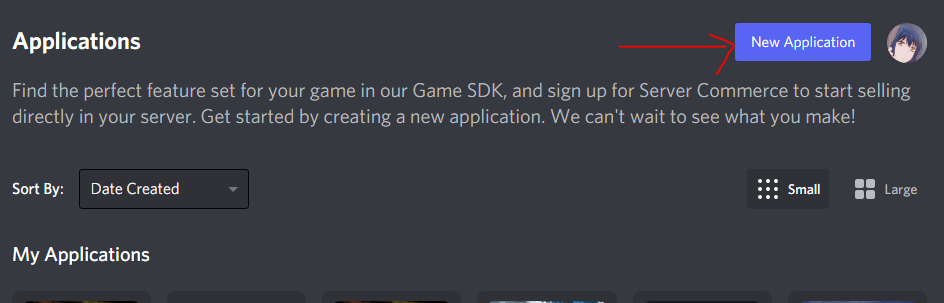 Applications
New Application
Find the perfect feature set for your game in our Game SDK, and sign up for Server Commerce to start selling
directly in your server. Get started by creating a new application. We can't wait to see what you make!
Sort By:
Date Created
Small
Large
My Applications